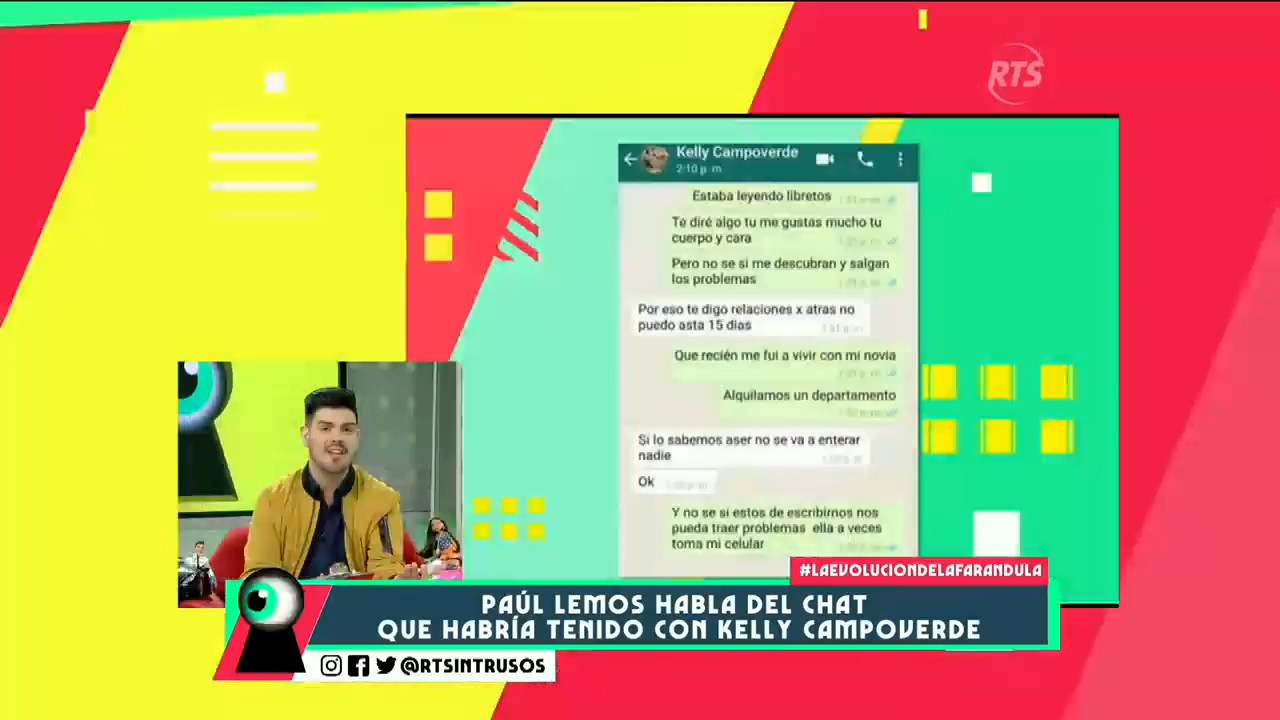 RTS
Kelly Campoverde
2:10 p. m.
Estaba leyendo libretos
Te diré algo tu me gustas mucho tu
cuerpo y cara
Pero no se si me descubran y salgan
los problemas
Por eso te digo relaciones x atras no
puedo asta 15 dias
Que recién me fui a vivir con mi novia
Alquilamos un departamento
Si lo sabemos aser no se va a enterar
nadie
Ok
Y no se si estos de escribirnos nos
pueda traer problemas ella a veces
toma mi celular
#LAEVOLUCIONDELAFARANDULA
PAÚL LEMOS HABLA DEL CHAT
QUE HABRÍA TENIDO CON KELLY CAMPOVERDE
@RTSINTRUSOS